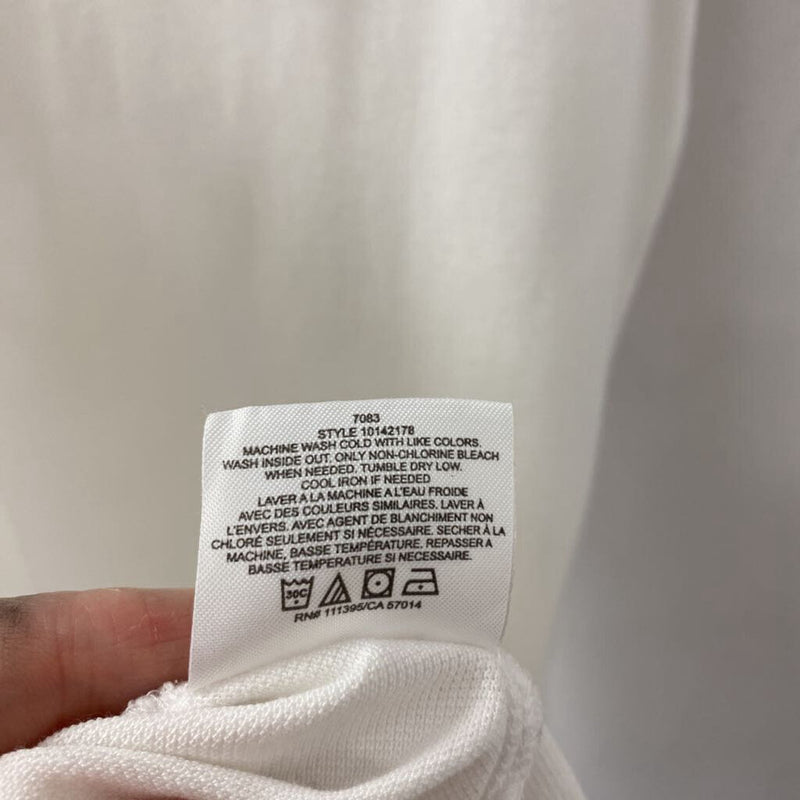 7083
STYLE 10142178
MACHINE WASH COLD WITH LIKE COLORS.
WASH INSIDE OUT. ONLY NON-CHLORINE BLEACH
WHEN NEEDED. TUMBLE DRY LOW.
COOL IRON IF NEEDED
LAVER A LA MACHINE A L'EAU FROIDE
AVEC DES COULEURS SIMILAIRES. LAVER À
L'ENVERS. AVEC AGENT DE BLANCHIMENT NON
CHLORÉ SEULEMENT SI NÉCESSAIRE. SECHER À LA
MACHINE, BASSE TEMPÉRATURE. REPASSER A
BASSE TEMPERATURE SI NECESSAIRE.
30C
RN# 111395/CA 57014